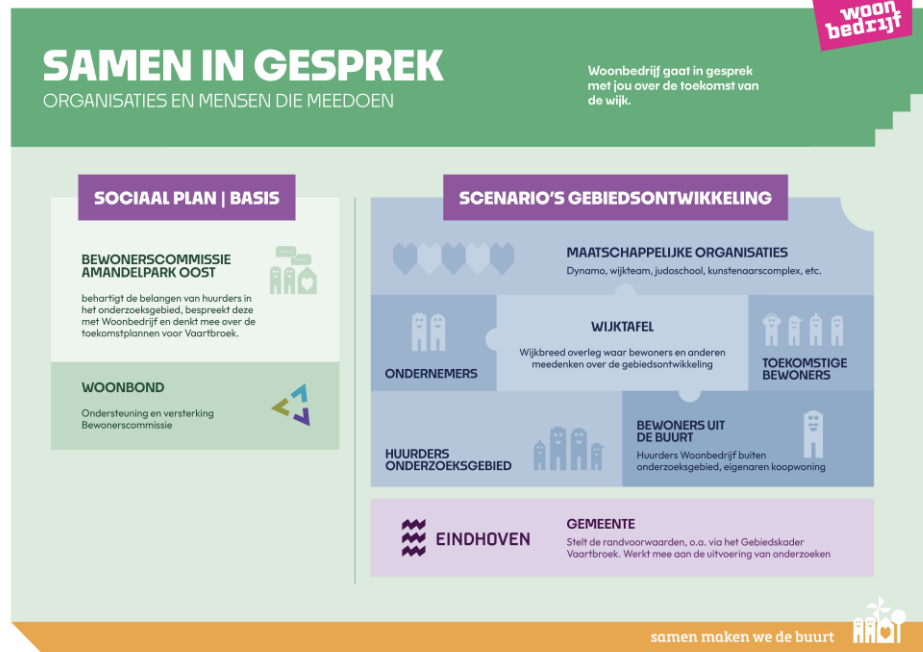 woon
bedrijf
SAMEN IN GESPREK
ORGANISATIES EN MENSEN DIE MEEDOEN
Woonbedrijf gaat in gesprek
met jou over de toekomst van
de wijk.
SOCIAAL PLAN | BASIS
BEWONERSCOMMISSIE
AMANDELPARK OOST
behartigt de belangen van huurders in
het onderzoeksgebied, bespreekt deze
met Woonbedrijf en denkt mee over de
toekomstplannen voor Vaartbroek.
WOONBOND
Ondersteuning en versterking
Bewonerscommissie
SCENARIO'S GEBIEDSONTWIKKELING
MAATSCHAPPELIJKE ORGANISATIES
Dynamo, wijkteam, judoschool, kunstenaarscomplex, etc.
ONDERNEMERS
WIJKTAFEL
Wijkbreed overleg waar bewoners en anderen
meedenken over de gebiedsontwikkeling
TOEKOMSTIGE
BEWONERS
HUURDERS
ONDERZOEKSGEBIED
BEWONERS UIT
DE BUURT
Huurders Woonbedrijf buiten
onderzoeksgebied, eigenaren koopwoning
EINDHOVEN
GEMEENTE
Stelt de randvoorwaarden, o.a. via het Gebiedskader
Vaartbroek. Werkt mee aan de uitvoering van onderzoeken
samen maken we de buurt